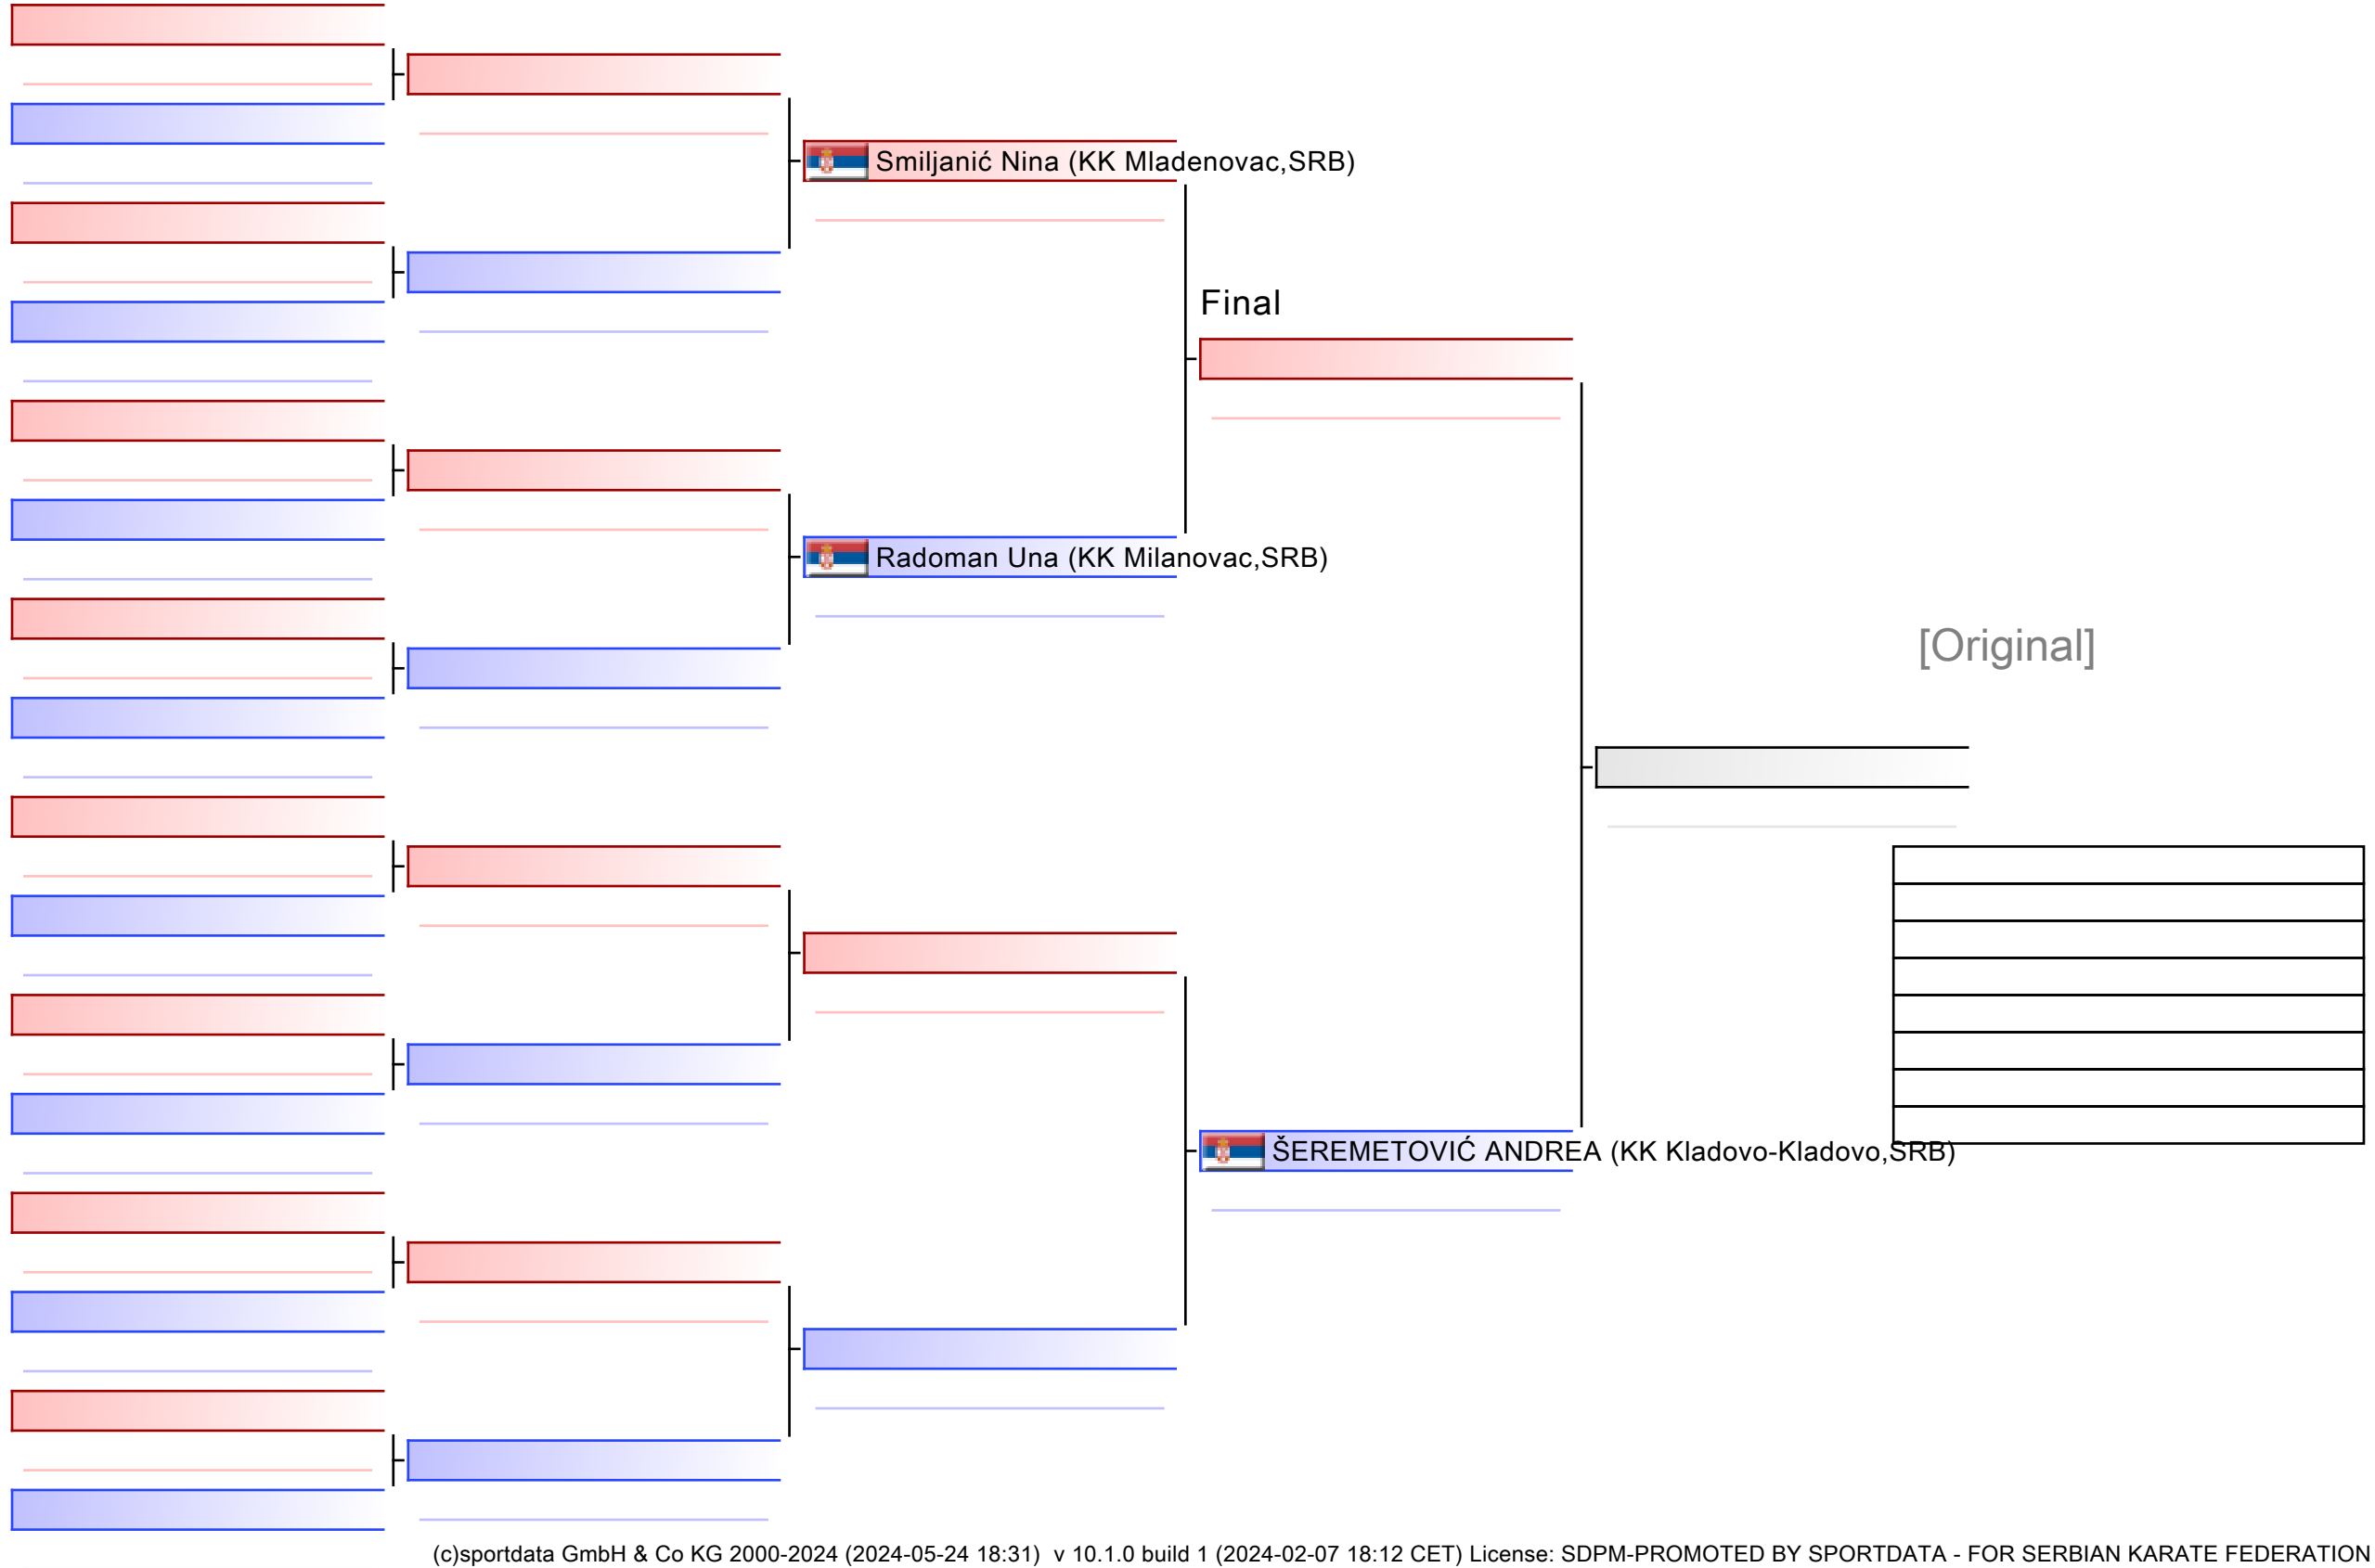 Smiljanić Nina (KK Mladenovac,SRB)
Final
Radoman Una (KK Milanovac,SRB)
[Original]
ŠEREMETOVIĆ ANDREA (KK Kladovo-Kladovo,SRB)
(c)sportdata GmbH & Co KG 2000-2024 (2024-05-24 18:31)  v 10.1.0 build 1 (2024-02-07 18:12 CET) License: SDPM-PROMOTED BY SPORTDATA - FOR SERBIAN KARATE FEDERATION